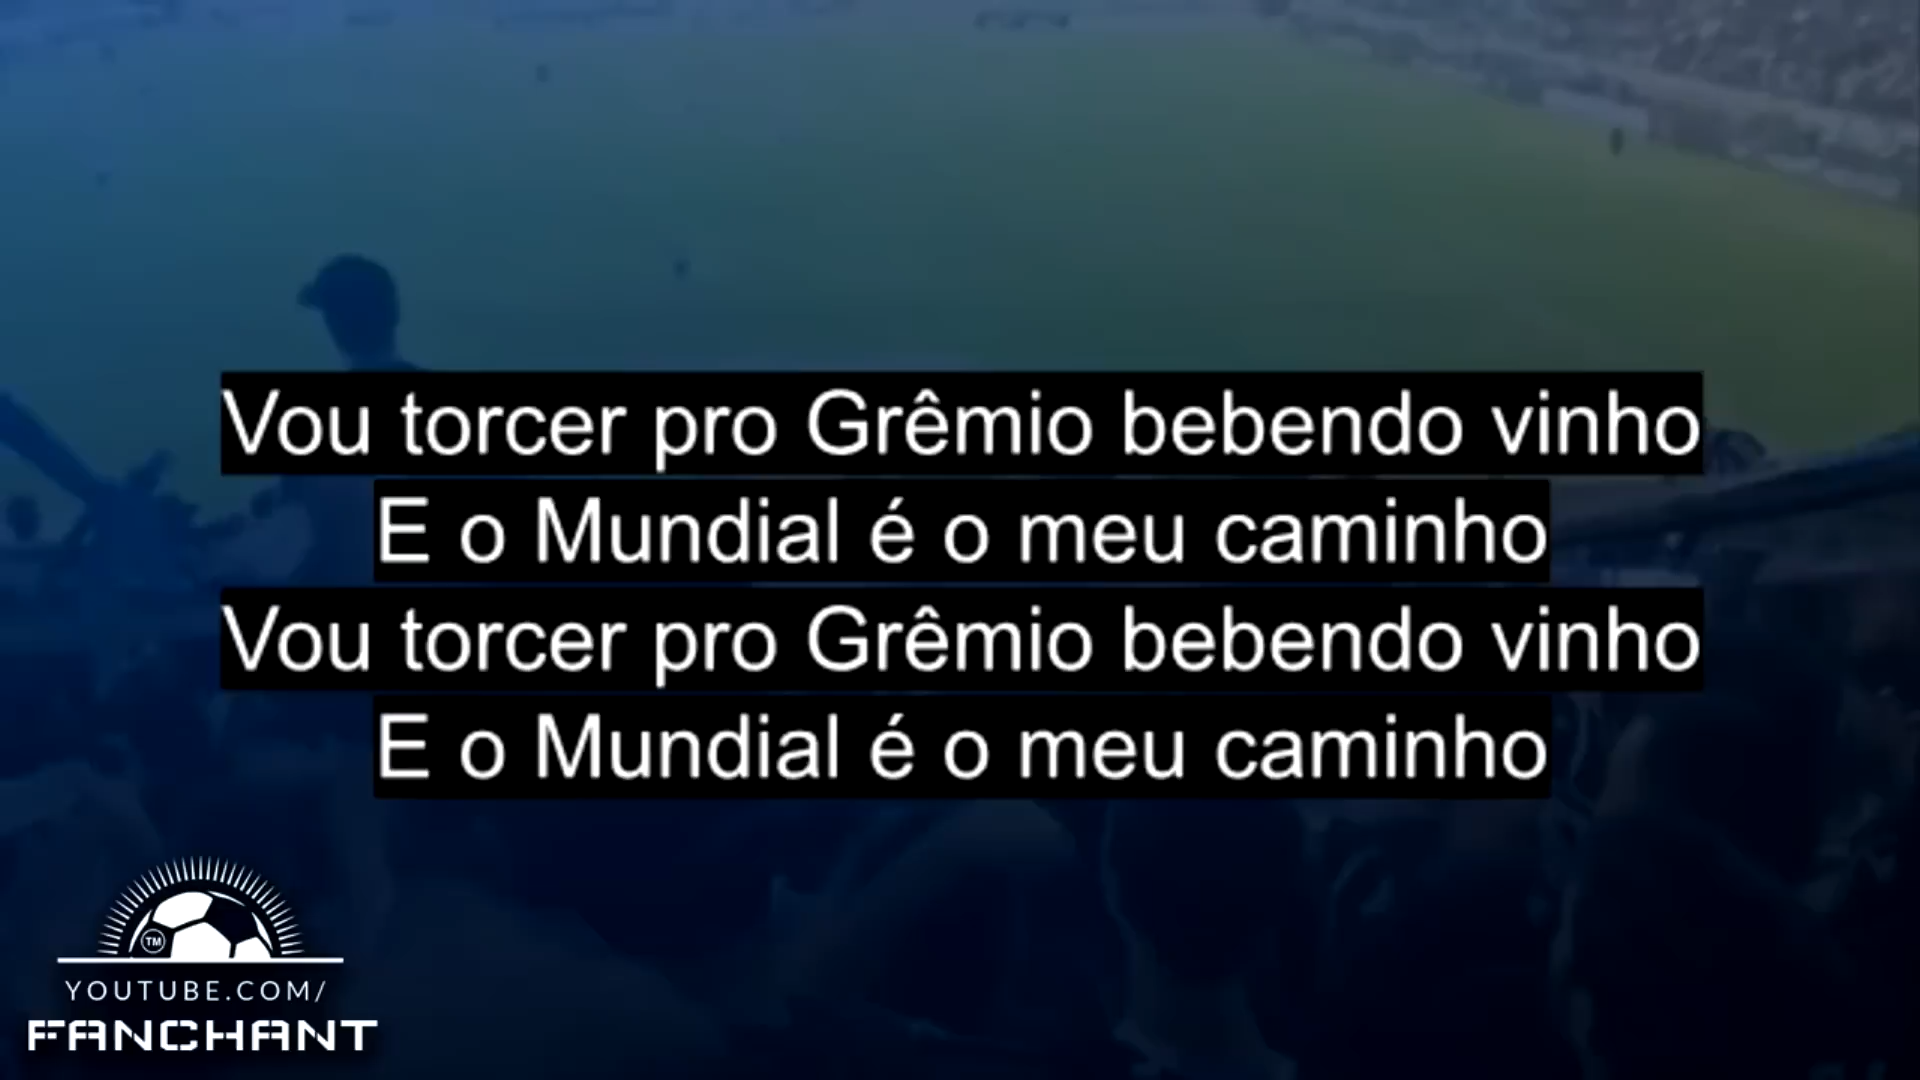 Vou torcer pro Grêmio bebendo vinho
E o Mundial é o meu caminho
Vou torcer pro Grêmio bebendo vinho
E o Mundial é o meu caminho
TM
YOUTUBE.COM/
FANCHANT